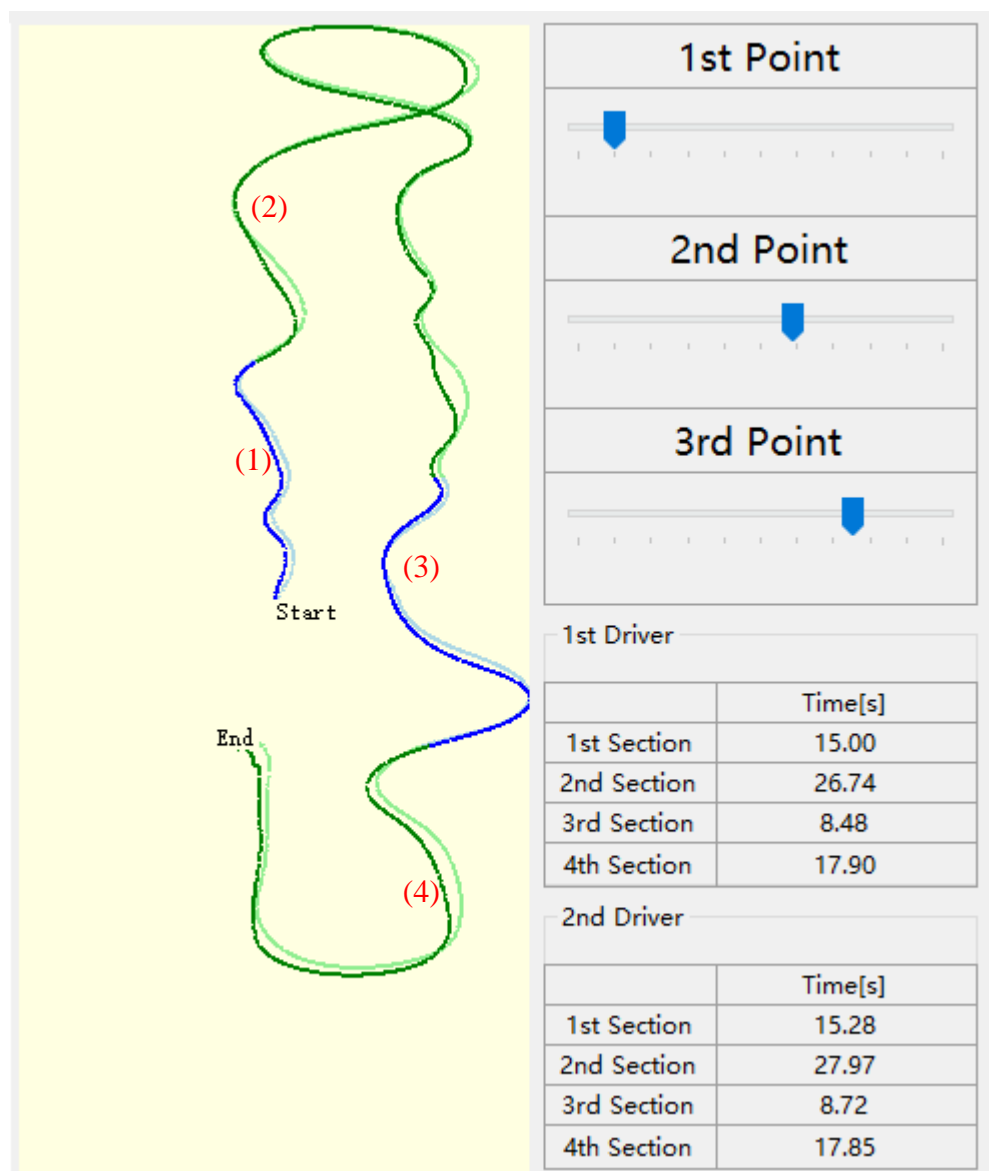 (2)
(1)
Start
(3)
End
(4)
1st Point
2nd Point
3rd Point
1st Driver
Time[s]
1st Section 15.00
2nd Section 26.74
3rd Section 8.48
4th Section 17.90
2nd Driver
Time[s]
1st Section 15.28
2nd Section 27.97
3rd Section 8.72
4th Section 17.85